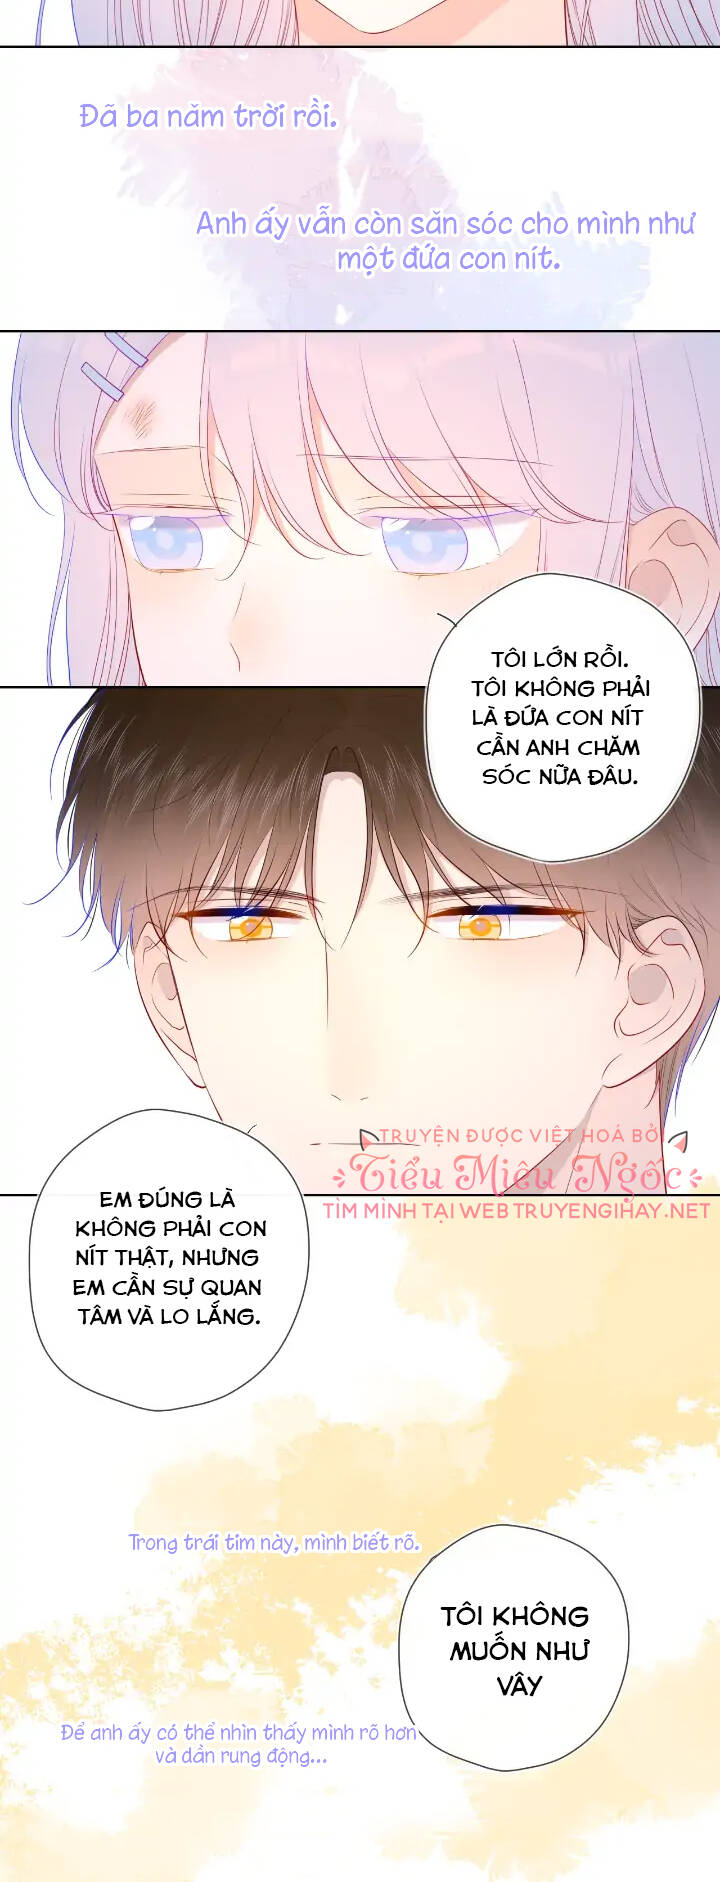 Đã ba năm trời rồi.
Anh ấy vẫn còn săn sóc cho mình như
một đứa con nít.
TÔI LỚN RỒI.
TÔI KHÔNG PHẢI
LÀ ĐỨA CON NÍT
CẦN ANH CHĂM
SÓC NỮA ĐÂU.
TRUYỆN ĐƯỢC VIỆT HOÁ BỞI
Tiểu Miêu Ngốc
TÌM MÌNH TẠI WEB TRUYENGIHAY.NET
EM ĐÚNG LÀ
KHÔNG PHẢI CON
NÍT THẬT, NHƯNG
EM CẦN SỰ QUAN
TÂM VÀ LO LẮNG.
Trong trái tim này, mình biết rõ.
TÔI KHÔNG
MUỐN NHƯ
VÂY
Để anh ấy có thể nhìn thấy mình rõ hơn
và dần rung động...